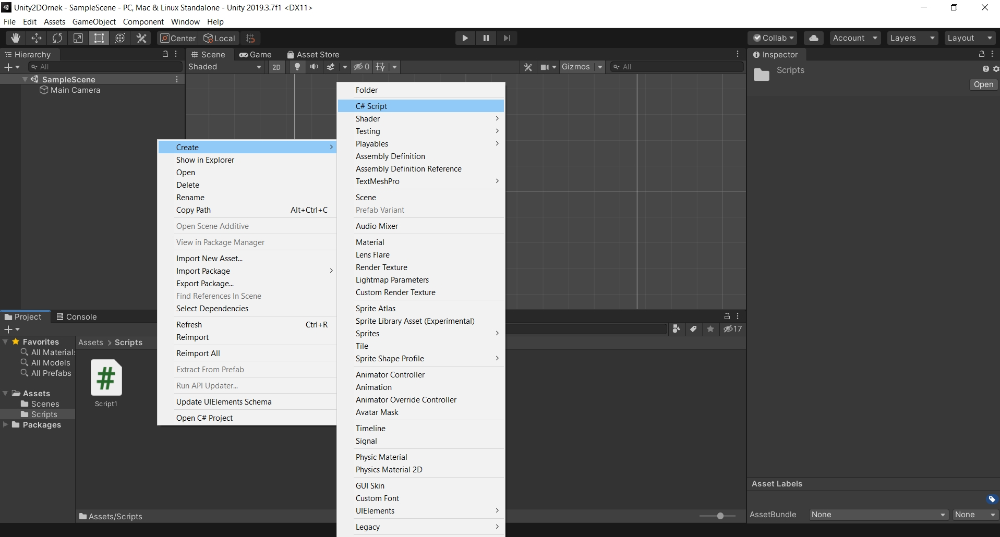 Unity2DOrnek - SampleScene - PC, Mac & Linux Standalone - Unity 2019.3.7f1 <DX11>
File Edit Assets GameObject Component Window Help
Center Local
Collab Account Layers Layout
Hierarchy
All
SampleScene
Main Camera
Scene Game Asset Store
Shaded 2D 0 Gizmos All
Inspector
Scripts
Open
Create
Show in Explorer
Open
Delete
Rename
Copy Path Alt+Ctrl+C
Open Scene Additive
View in Package Manager
Import New Asset...
Import Package
Export Package...
Find References In Scene
Select Dependencies
Refresh Ctrl+R
Reimport
Reimport All
Extract From Prefab
Run API Updater...
Update UIElements Schema
Open C# Project
Folder
C# Script
Shader
Testing
Playables
Assembly Definition
Assembly Definition Reference
TextMeshPro
Scene
Prefab Variant
Audio Mixer
Material
Lens Flare
Render Texture
Lightmap Parameters
Custom Render Texture
Sprite Atlas
Sprite Library Asset (Experimental)
Sprites
Tile
Sprite Shape Profile
Animator Controller
Animation
Animator Override Controller
Avatar Mask
Timeline
Signal
Physic Material
Physics Material 2D
GUI Skin
Custom Font
UIElements
Legacy
Project Console
17
Favorites
All Material
All Models
All Prefabs
Assets
Scenes
Scripts
Packages
Assets > Scripts
#
Script1
Assets/Scripts
Asset Labels
AssetBundle None None